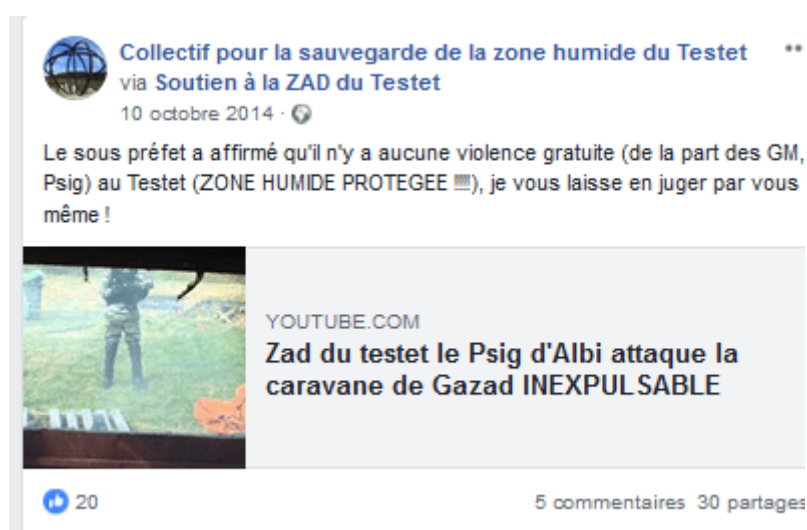 Collectif pour la sauvegarde de la zone humide du Testet
via Soutien à la ZAD du Testet
10 octobre 2014 ·
Le sous préfet a affirmé qu'il n'y a aucune violence gratuite (de la part des GM,
Psig) au Testet (ZONE HUMIDE PROTEGEE !!!!), je vous laisse en juger par vous
même !
YOUTUBE.COM
Zad du testet le Psig d'Albi attaque la
caravane de Gazad INEXPULSABLE
20
5 commentaires 30 partages